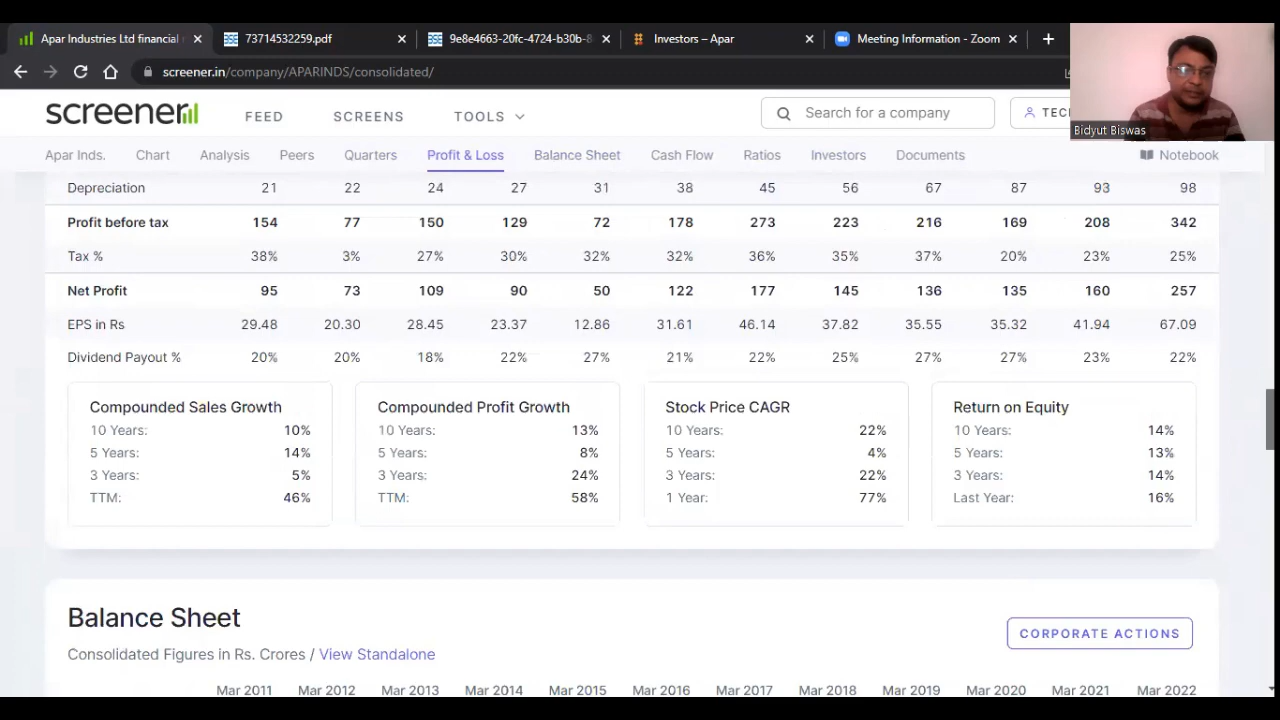 Apar Industries Ltd financial
73714532259.pdf
9e8e4663-20fc-4724-b30b-8
Investors – Apar
Meeting Information - Zoom
screener.in/company/APARINDS/consolidated/
screener
FEED
SCREENS
TOOLS
Search for a company
TEC
Bidyut Biswas
Apar Inds. Chart Analysis Peers Quarters Profit & Loss Balance Sheet Cash Flow Ratios Investors Documents Notebook
Depreciation 21 22 24 27 31 38 45 56 67 87 93 98
Profit before tax 154 77 150 129 72 178 273 223 216 169 208 342
Tax % 38% 3% 27% 30% 32% 32% 36% 35% 37% 20% 23% 25%
Net Profit 95 73 109 90 50 122 177 145 136 135 160 257
EPS in Rs 29.48 20.30 28.45 23.37 12.86 31.61 46.14 37.82 35.55 35.32 41.94 67.09
Dividend Payout % 20% 20% 18% 22% 27% 21% 22% 25% 27% 27% 23% 22%
Compounded Sales Growth
10 Years: 10%
5 Years: 14%
3 Years: 5%
TTM: 46%
Compounded Profit Growth
10 Years: 13%
5 Years: 8%
3 Years: 24%
TTM: 58%
Stock Price CAGR
10 Years: 22%
5 Years: 4%
3 Years: 22%
1 Year: 77%
Return on Equity
10 Years: 14%
5 Years: 13%
3 Years: 14%
Last Year: 16%
Balance Sheet
CORPORATE ACTIONS
Consolidated Figures in Rs. Crores / View Standalone
Mar 2011 Mar 2012 Mar 2013 Mar 2014 Mar 2015 Mar 2016 Mar 2017 Mar 2018 Mar 2019 Mar 2020 Mar 2021 Mar 2022